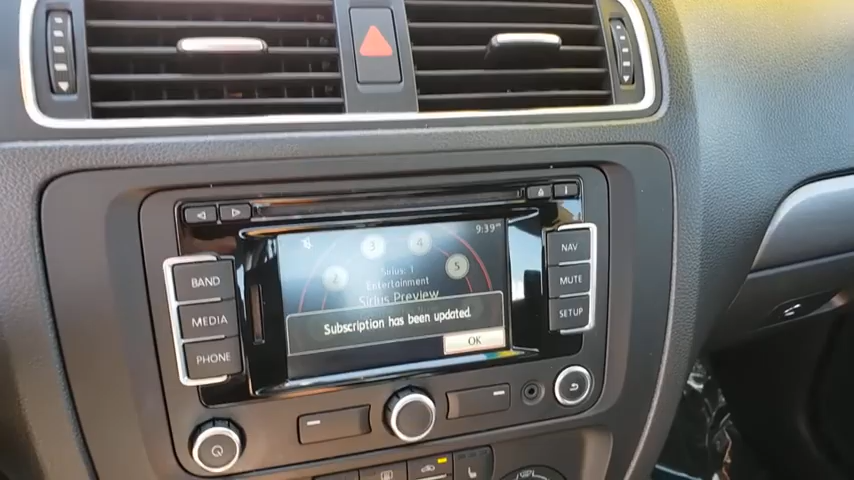 9:39
3
4
2
5
Sirius: 1
Entertainment
Sirius Preview
Subscription has been updated.
OK
BAND
MEDIA
PHONE
NAV
MUTE
SETUP